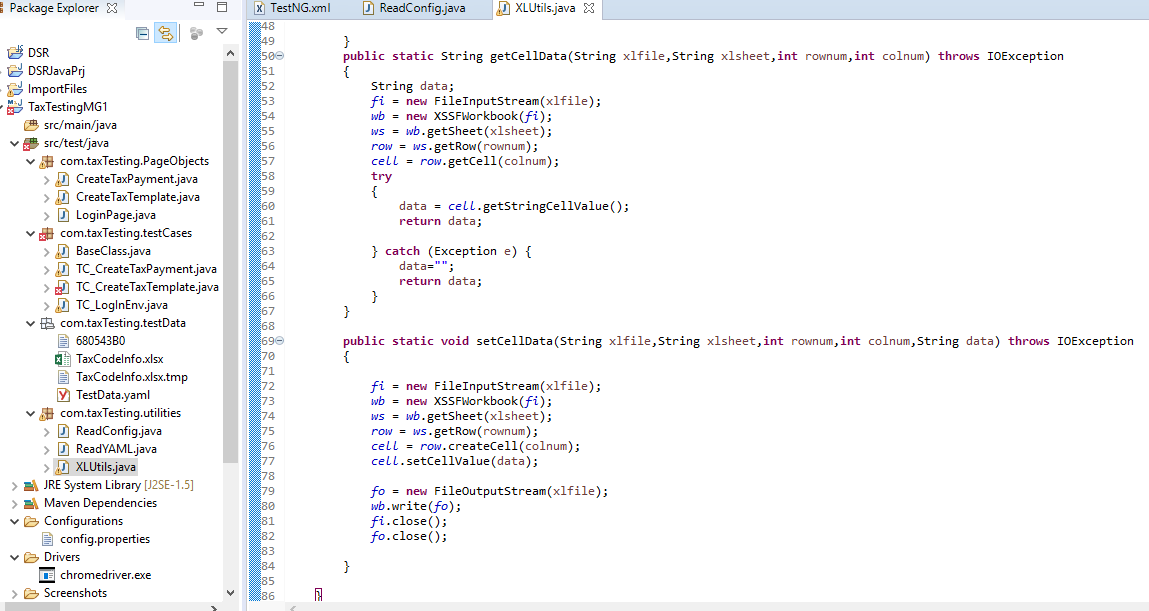 Package Explorer
DSR
DSRJavaPrj
ImportFiles
TaxTestingMG1
src/main/java
src/test/java
com.taxTesting.PageObjects
CreateTaxPayment.java
CreateTaxTemplate.java
LoginPage.java
com.taxTesting.testCases
BaseClass.java
TC_CreateTaxPayment.java
TC_CreateTaxTemplate.java
TC_LogInEnv.java
com.taxTesting.testData
680543B0
TaxCodeInfo.xlsx
TaxCodeInfo.xlsx.tmp
TestData.yaml
com.taxTesting.utilities
ReadConfig.java
ReadYAML.java
XLUtils.java
JRE System Library [J2SE-1.5]
Maven Dependencies
Configurations
config.properties
Drivers
chromedriver.exe
Screenshots
TestNG.xml ReadConfig.java XLUtils.java
48
49 }
50 public static String getCellData(String xlfile,String xlsheet,int rownum,int colnum) throws IOException
51 {
52 String data;
53 fi = new FileInputStream(xlfile);
54 wb = new XSSFWorkbook(fi);
55 ws = wb.getSheet(xlsheet);
56 row = ws.getRow(rownum);
57 cell = row.getCell(colnum);
58 try
59 {
60 data = cell.getStringCellValue();
61 return data;
62
63 } catch (Exception e) {
64 data="";
65 return data;
66 }
67 }
68
69 public static void setCellData(String xlfile,String xlsheet,int rownum,int colnum,String data) throws IOException
70 {
71
72 fi = new FileInputStream(xlfile);
73 wb = new XSSFWorkbook(fi);
74 ws = wb.getSheet(xlsheet);
75 row = ws.getRow(rownum);
76 cell = row.createCell(colnum);
77 cell.setCellValue(data);
78
79 fo = new FileOutputStream(xlfile);
80 wb.write(fo);
81 fi.close();
82 fo.close();
83
84 }
85
86 }